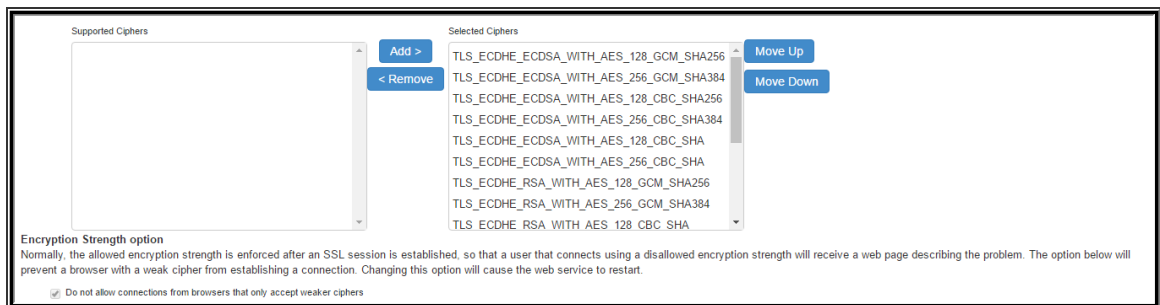 Supported Ciphers
Selected Ciphers
Add >
< Remove
TLS_ECDHE_ECDSA_WITH_AES_128_GCM_SHA256
TLS_ECDHE_ECDSA_WITH_AES_256_GCM_SHA384
TLS_ECDHE_ECDSA_WITH_AES_128_CBC_SHA256
TLS_ECDHE_ECDSA_WITH_AES_256_CBC_SHA384
TLS_ECDHE_ECDSA_WITH_AES_128_CBC_SHA
TLS_ECDHE_ECDSA_WITH_AES_256_CBC_SHA
TLS_ECDHE_RSA_WITH_AES_128_GCM_SHA256
TLS_ECDHE_RSA_WITH_AES_256_GCM_SHA384
TLS_ECDHE_RSA_WITH_AES_128_CBC_SHA
Move Up
Move Down
Encryption Strength option
Normally, the allowed encryption strength is enforced after an SSL session is established, so that a user that connects using a disallowed encryption strength will receive a web page describing the problem. The option below will
prevent a browser with a weak cipher from establishing a connection. Changing this option will cause the web service to restart.
Do not allow connections from browsers that only accept weaker ciphers